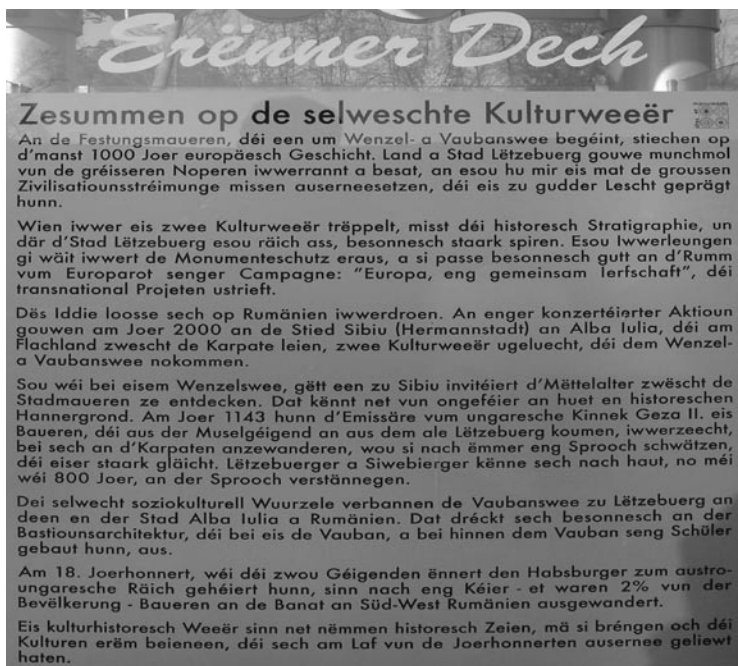 Erënner Dech
Zesummen op de selweschte Kulturweeër
An de Festungsmaueren, déi een um Wenzel- a Vaubanswee begéint, stiechen op
d'manst 1000 Joer europäesch Geschicht. Land a Stad Lëtzebuerg gouwe munchmol
vun de gréisseren Noperen iwwerrannt a besat, an esou hu mir eis mat de groussen
Zivilisatiounsstréimunge missen auserneesetzen, déi eis zu gudder Lescht geprägt
hunn.
Wien iwwer eis zwee Kulturweeër trëppelt, misst déi historesch Stratigraphie, un
där d'Stad Lëtzebuerg esou räich ass, besonnesch staark spiren. Esou Iwwerleungen
gi wäit iwwert de Monumenteschutz eraus, a si passe besonnesch gutt an d'Rumm
vum Europarot senger Campagne: "Europa, eng gemeinsam Ierfschaft", déi
transnational Projeten ustrieft.
Dës Iddie loosse sech op Rumänien iwwerdroen. An enger konzertéierter Aktioun
gouwen am Joer 2000 an de Stied Sibiu (Hermannstadt) an Alba Iulia, déi am
Flachland zwescht de Karpate leien, zwee Kulturweeër ugeluecht, déi dem Wenzel-
a Vaubanswee nokommen.
Sou wéi bei eisem Wenzelswee, gëtt een zu Sibiu invitéiert d'Mëttelalter zwëscht de
Stadmaueren ze entdecken. Dat kënnt net vun ongeféier an huet en historeschen
Hannergrond. Am Joer 1143 hunn d'Emissäre vum ungaresche Kinnek Geza II. eis
Baueren, déi aus der Muselgéigend an aus dem ale Lëtzebuerg koumen, iwwerzeecht,
bei sech an d'Karpaten anzewanderen, wou si nach ëmmer eng Sprooch schwätzen,
déi eiser staark gläicht. Lëtzebuerger a Siwebierger kënne sech nach haut, no méi
wéi 800 Joer, an der Sprooch verstännegen.
Dei selwecht soziokulturell Wuurzele verbannen de Vaubanswee zu Lëtzebuerg an
deen en der Stad Alba Iulia a Rumänien. Dat dréckt sech besonnesch an der
Bastiounsarchitektur, déi bei eis de Vauban, a bei hinnen dem Vauban seng Schüler
gebaut hunn, aus.
Am 18. Joerhonnert, wéi déi zwou Géigenden ënnert den Habsburger zum austro-
ungaresche Räich gehéiert hunn, sinn nach eng Kéier - et waren 2% vun der
Bevëlkerung - Baueren an de Banat an Süd-West Rumänien ausgewandert.
Eis kulturhistoresch Weeër sinn net nëmmen historesch Zeien, mä si bréngen och déi
Kulturen erëm beieneen, déi sech am Laf vun de Joerhonnerten ausernee geliewt
haten.